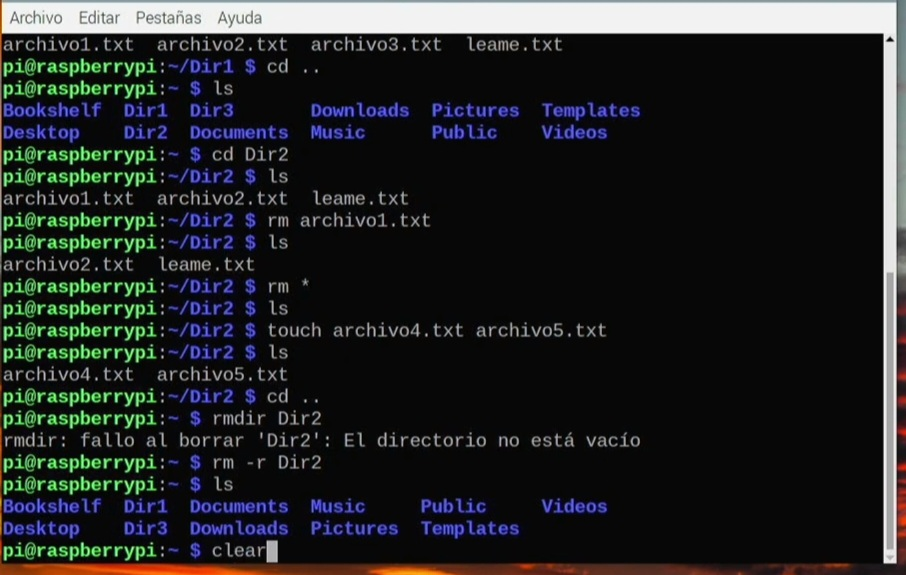 Archivo Editar Pestañas Ayuda
archivo1.txt archivo2.txt archivo3.txt leame.txt
pi@raspberrypi:~/Dir1 $ cd ..
pi@raspberrypi:~ $ ls
Bookshelf Dir1 Dir3 Downloads Pictures Templates
Desktop Dir2 Documents Music Public Videos
pi@raspberrypi:~ $ cd Dir2
pi@raspberrypi:~/Dir2 $ ls
archivo1.txt archivo2.txt leame.txt
pi@raspberrypi:~/Dir2 $ rm archivo1.txt
pi@raspberrypi:~/Dir2 $ ls
archivo2.txt leame.txt
pi@raspberrypi:~/Dir2 $ rm *
pi@raspberrypi:~/Dir2 $ ls
pi@raspberrypi:~/Dir2 $ touch archivo4.txt archivo5.txt
pi@raspberrypi:~/Dir2 $ ls
archivo4.txt archivo5.txt
pi@raspberrypi:~/Dir2 $ cd ..
pi@raspberrypi:~ $ rmdir Dir2
rmdir: fallo al borrar 'Dir2': El directorio no está vacío
pi@raspberrypi:~ $ rm -r Dir2
pi@raspberrypi:~ $ ls
Bookshelf Dir1 Documents Music Public Videos
Desktop Dir3 Downloads Pictures Templates
pi@raspberrypi:~ $ clear